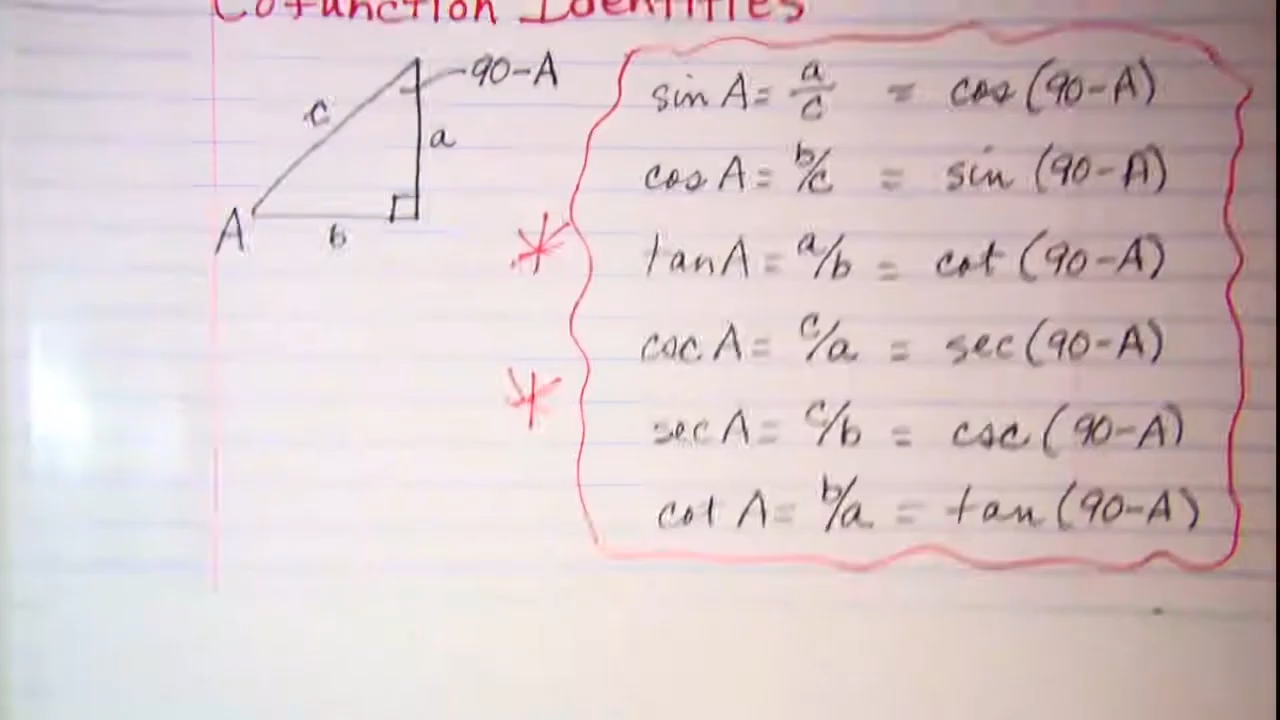 Cofunction Identities
90-A
c
a
A
b
sin A = a/c = cos (90-A)
cos A = b/c = sin (90-A)
tan A = a/b = cot (90-A)
csc A = c/a = sec (90-A)
sec A = c/b = csc (90-A)
cot A = b/a = tan (90-A)